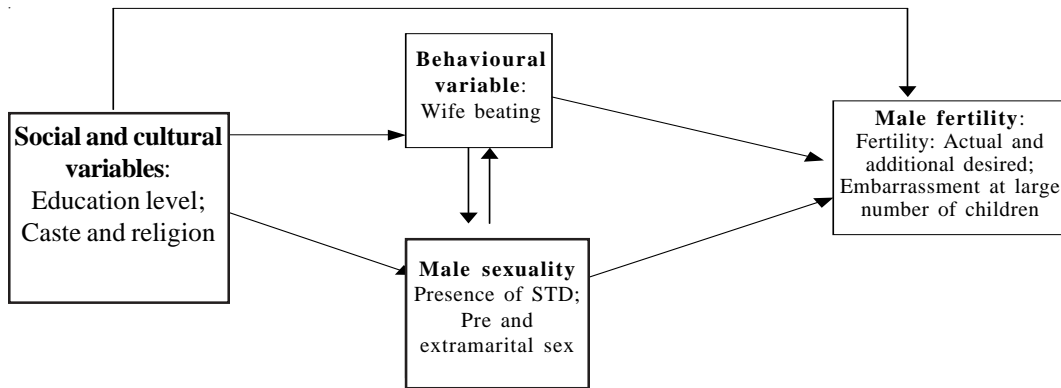 Social and cultural
variables:
Education level;
Caste and religion
Behavioural
variable:
Wife beating
Male sexuality
Presence of STD;
Pre and
extramarital sex
Male fertility:
Fertility: Actual and
additional desired;
Embarrassment at large
number of children